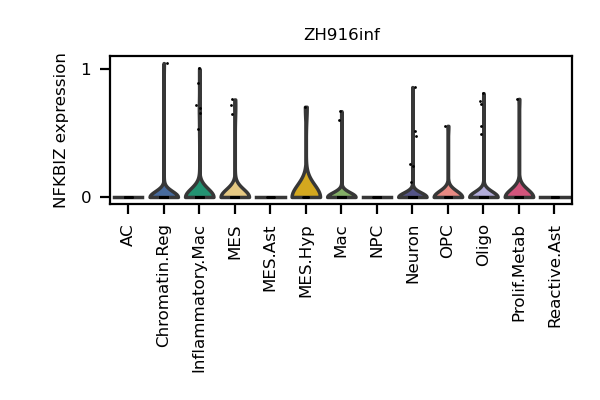 ZH916inf
NFKBIZ expression
1
0
AC
Chromatin.Reg
Inflammatory.Mac
MES
MES.Ast
MES.Hyp
Mac
NPC
Neuron
OPC
Oligo
Prolif.Metab
Reactive.Ast